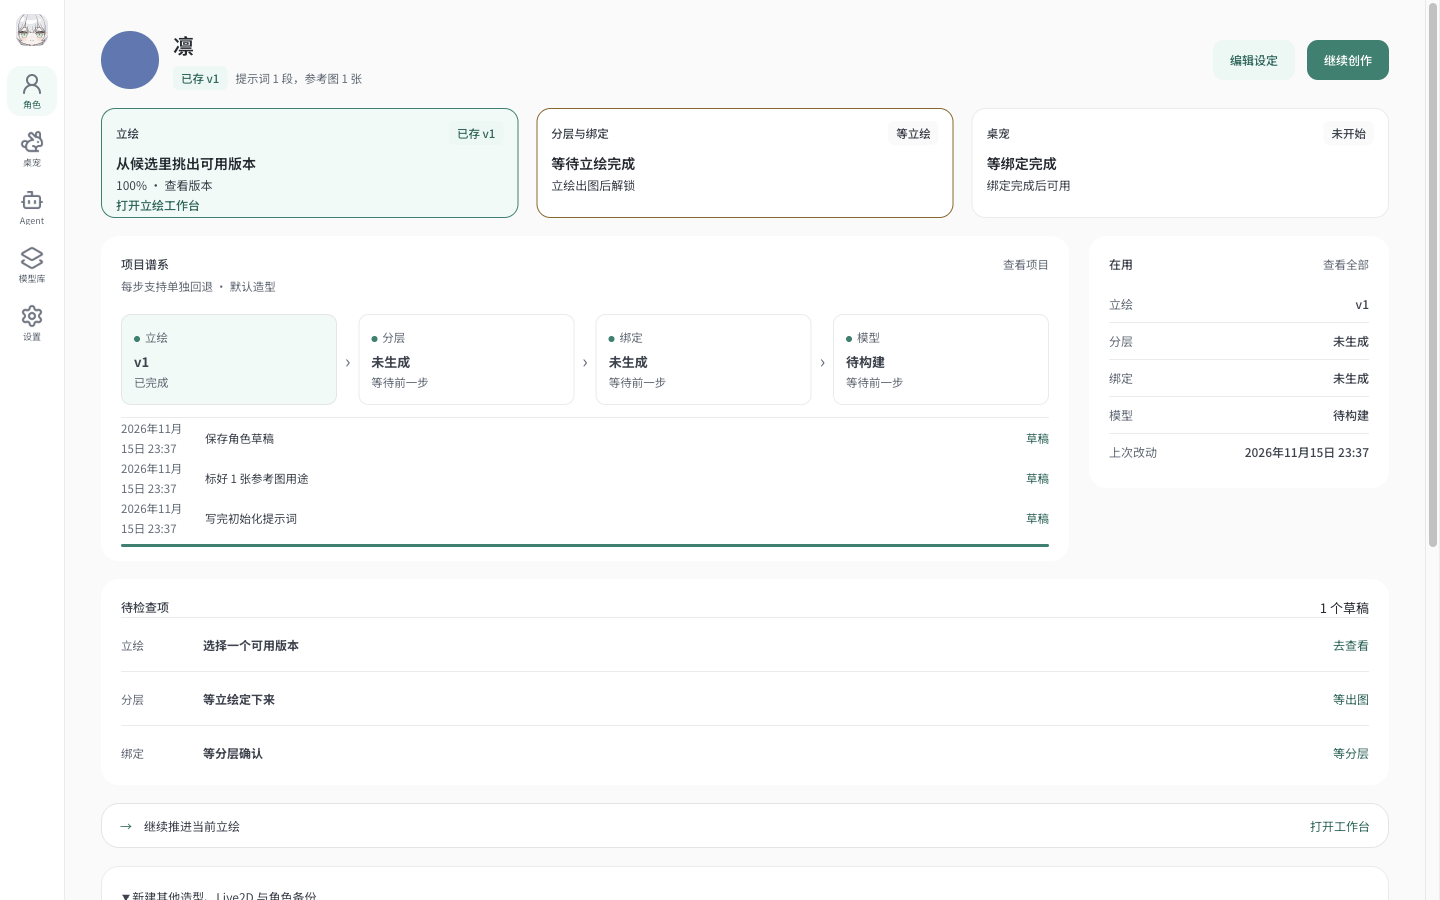 角色
桌宠
Agent
模型库
设置
凛
已存 v1
提示词 1 段，参考图 1 张
编辑设定
继续创作
立绘
已存 v1
从候选里挑出可用版本
100% · 查看版本
打开立绘工作台
分层与绑定
等立绘
等待立绘完成
立绘出图后解锁
桌宠
未开始
等绑定完成
绑定完成后可用
项目谱系
查看项目
每步支持单独回退 · 默认造型
立绘
v1
已完成
›
分层
未生成
等待前一步
›
绑定
未生成
等待前一步
›
模型
待构建
等待前一步
2026年11月
15日 23:37
保存角色草稿
草稿
2026年11月
15日 23:37
标好 1 张参考图用途
草稿
2026年11月
15日 23:37
写完初始化提示词
草稿
在用
查看全部
立绘
v1
分层
未生成
绑定
未生成
模型
待构建
上次改动
2026年11月15日 23:37
待检查项
1 个草稿
立绘
选择一个可用版本
去查看
分层
等立绘定下来
等出图
绑定
等分层确认
等分层
→ 继续推进当前立绘
打开工作台
▼新建其他造型、Live2D 与角色备份